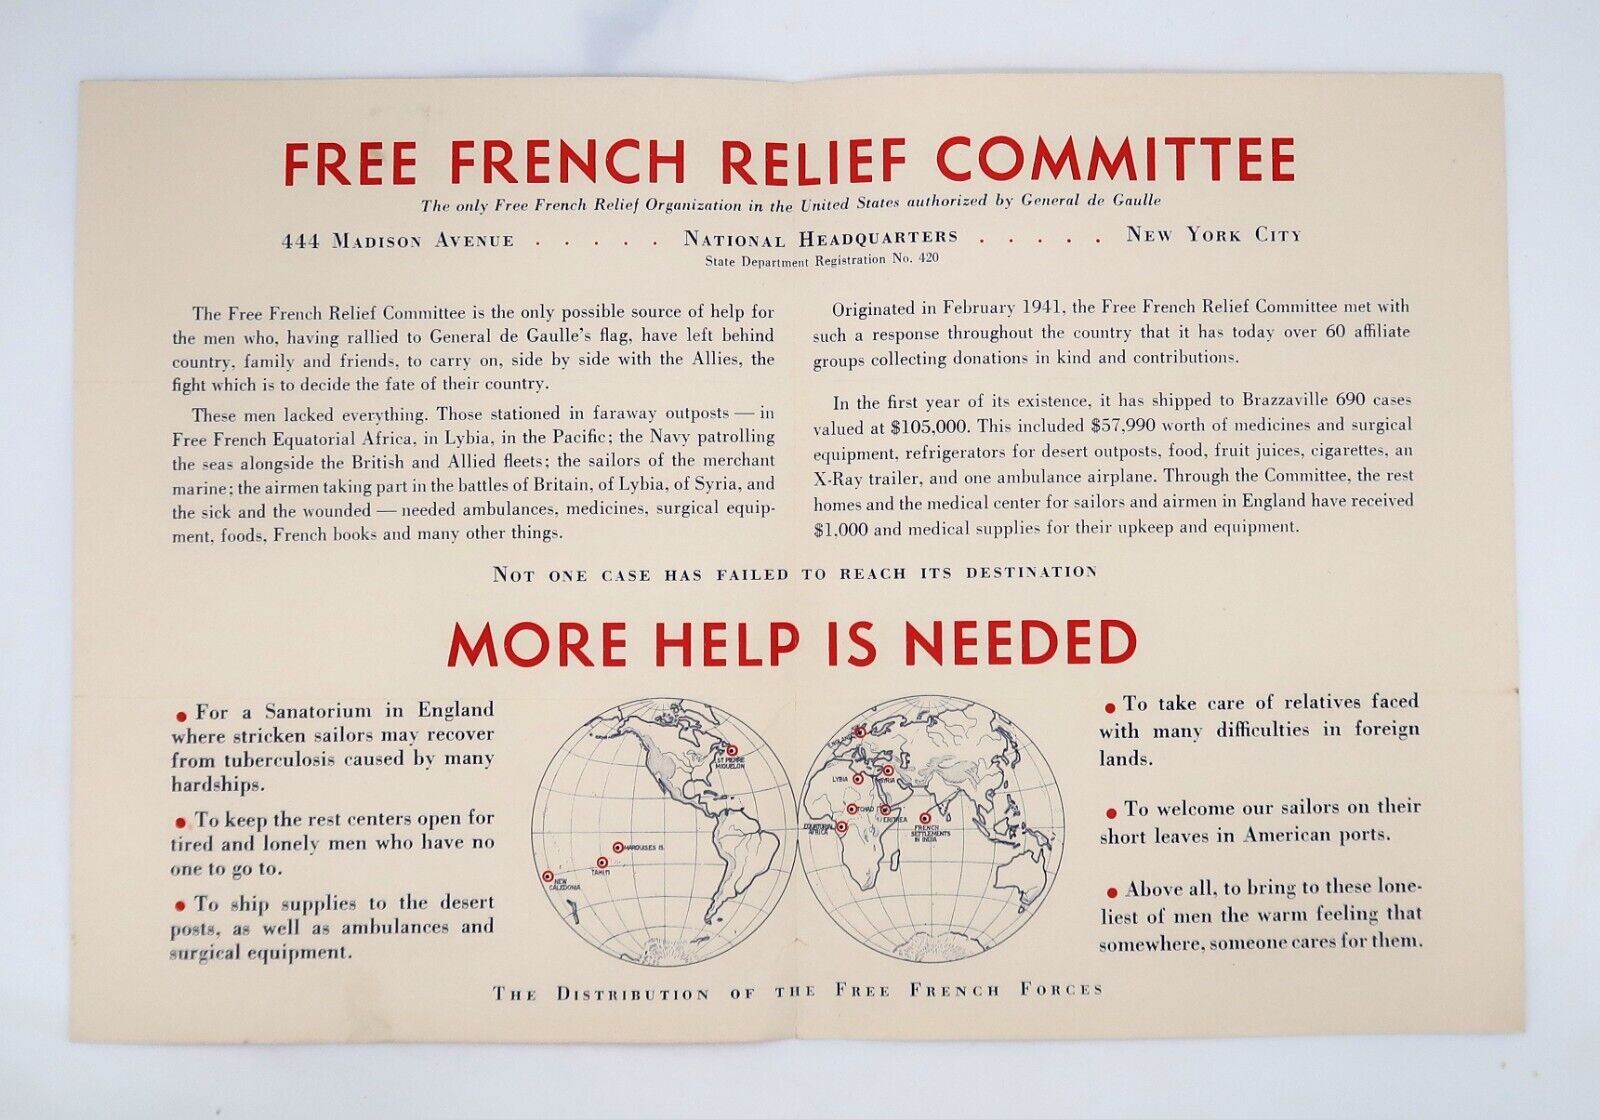 FREE FRENCH RELIEF COMMITTEE
The only Free French Relief Organization in the United States authorized by General de Gaulle
444 MADISON AVENUE . . . . . NATIONAL HEADQUARTERS . . . . . NEW YORK CITY
State Department Registration No. 420
The Free French Relief Committee is the only possible source of help for
the men who, having rallied to General de Gaulle's flag, have left behind
country, family and friends, to carry on, side by side with the Allies, the
fight which is to decide the fate of their country.
These men lacked everything. Those stationed in faraway outposts — in
Free French Equatorial Africa, in Lybia, in the Pacific; the Navy patrolling
the seas alongside the British and Allied fleets; the sailors of the merchant
marine; the airmen taking part in the battles of Britain, of Lybia, of Syria, and
the sick and the wounded — needed ambulances, medicines, surgical equip-
ment, foods, French books and many other things.
Originated in February 1941, the Free French Relief Committee met with
such a response throughout the country that it has today over 60 affiliate
groups collecting donations in kind and contributions.
In the first year of its existence, it has shipped to Brazzaville 690 cases
valued at $105,000. This included $57,990 worth of medicines and surgical
equipment, refrigerators for desert outposts, food, fruit juices, cigarettes, an
X-Ray trailer, and one ambulance airplane. Through the Committee, the rest
homes and the medical center for sailors and airmen in England have received
$1,000 and medical supplies for their upkeep and equipment.
NOT ONE CASE HAS FAILED TO REACH ITS DESTINATION
MORE HELP IS NEEDED
• For a Sanatorium in England
where stricken sailors may recover
from tuberculosis caused by many
hardships.
• To keep the rest centers open for
tired and lonely men who have no
one to go to.
• To ship supplies to the desert
posts, as well as ambulances and
surgical equipment.
ST PIERRE
MIQUELON
MARQUISES IS.
TAHITI
NEW
CALEDONIA
ENGLAND
LYBIA
SYRIA
TCHAD
ERITREA
EQUATORIAL
AFRICA
FRENCH
SETTLEMENTS
IN INDIA
• To take care of relatives faced
with many difficulties in foreign
lands.
• To welcome our sailors on their
short leaves in American ports.
• Above all, to bring to these lone-
liest of men the warm feeling that
somewhere, someone cares for them.
THE DISTRIBUTION OF THE FREE FRENCH FORCES